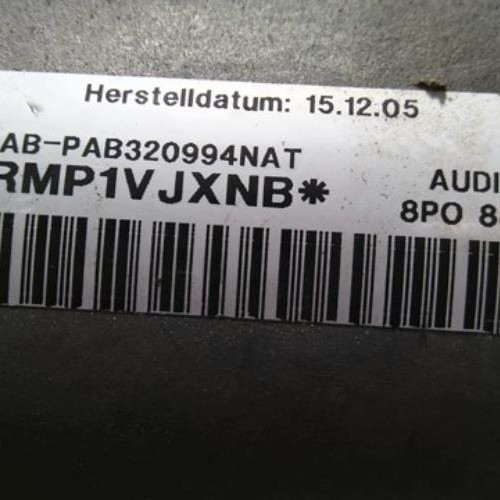 Herstelldatum: 15.12.05
AB-PAB320994NAT
RMP1VJXNB*
AUDI
8PO 8